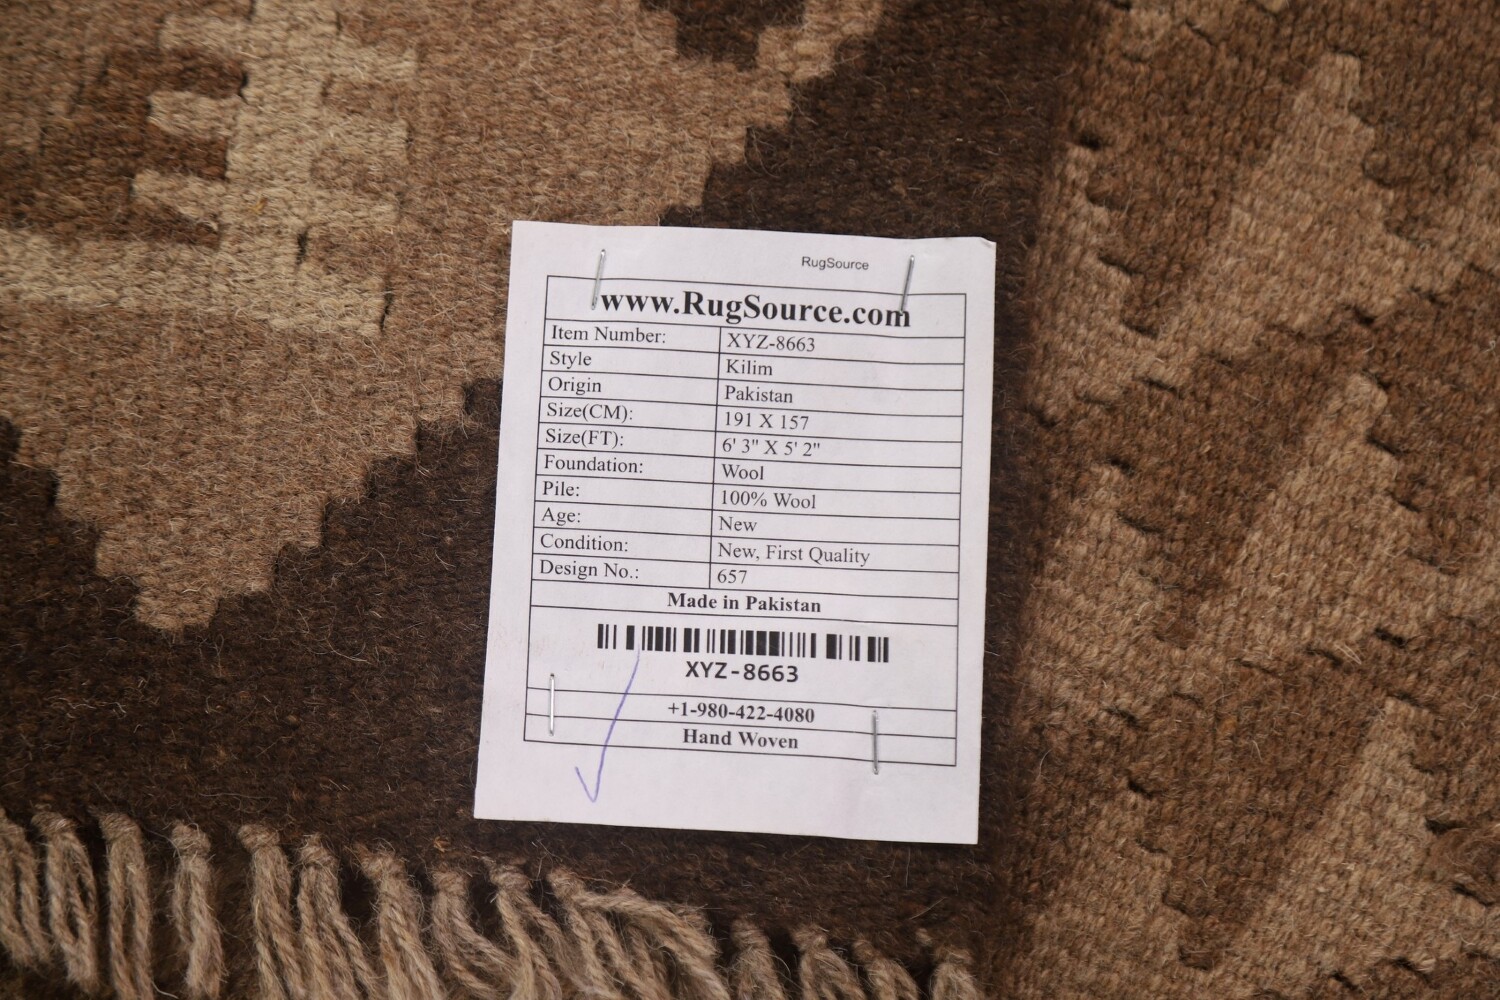 RugSource
www.RugSource.com
Item Number: XYZ-8663
Style Kilim
Origin Pakistan
Size(CM): 191 X 157
Size(FT): 6' 3" X 5' 2"
Foundation: Wool
Pile: 100% Wool
Age: New
Condition: New, First Quality
Design No.: 657
Made in Pakistan
XYZ-8663
+1-980-422-4080
Hand Woven